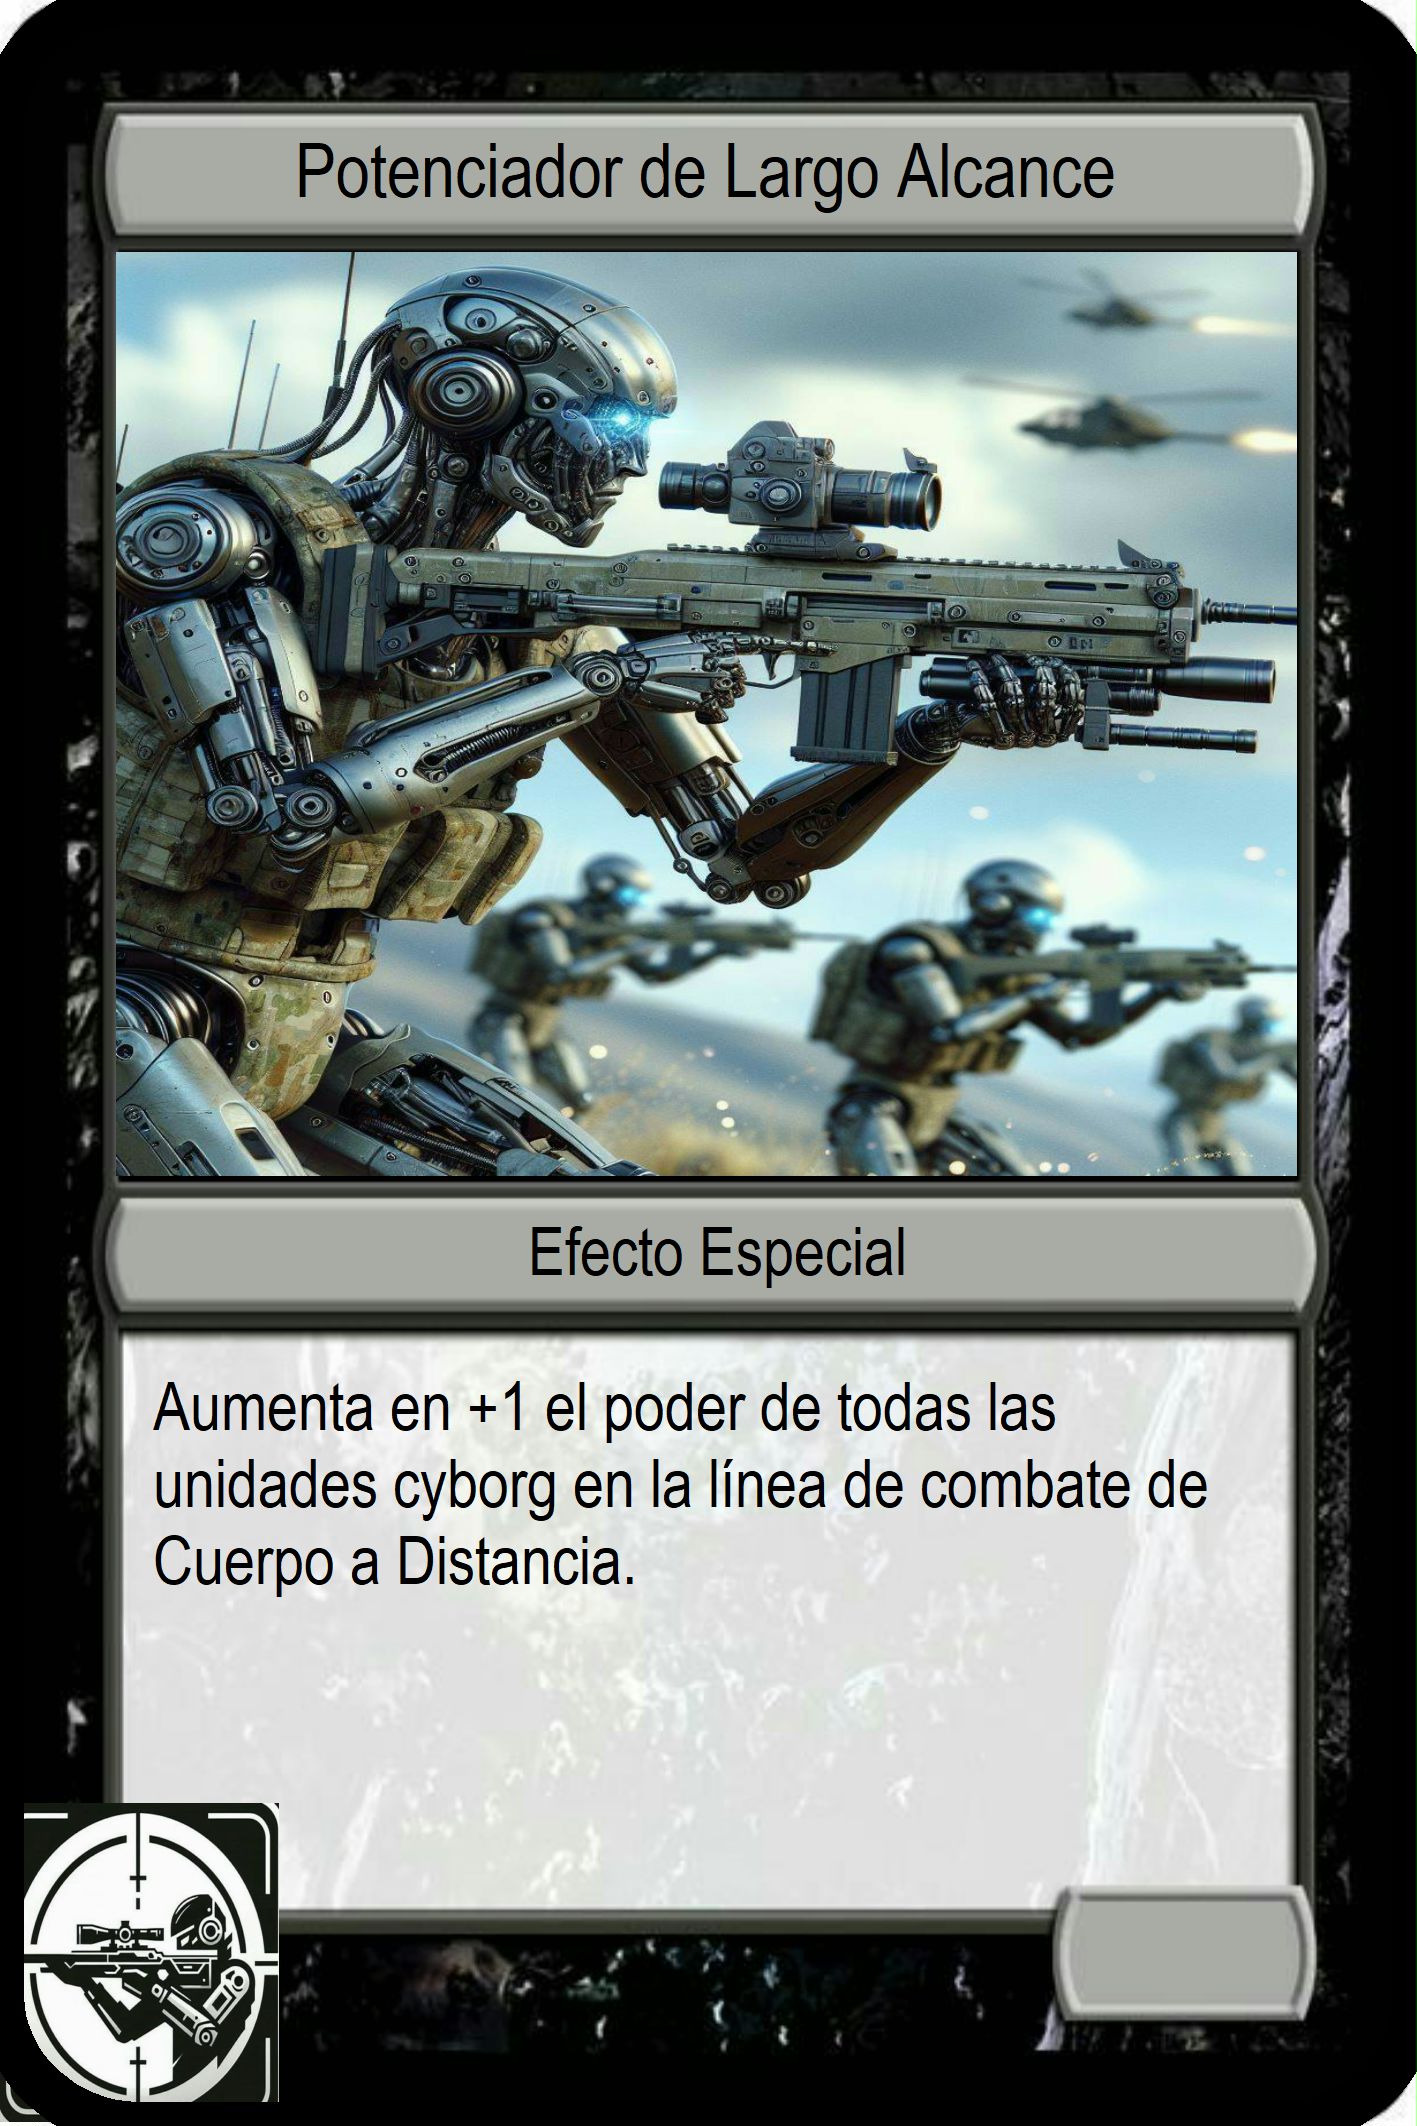 Potenciador de Largo Alcance
Efecto Especial
Aumenta en +1 el poder de todas las
unidades cyborg en la línea de combate de
Cuerpo a Distancia.